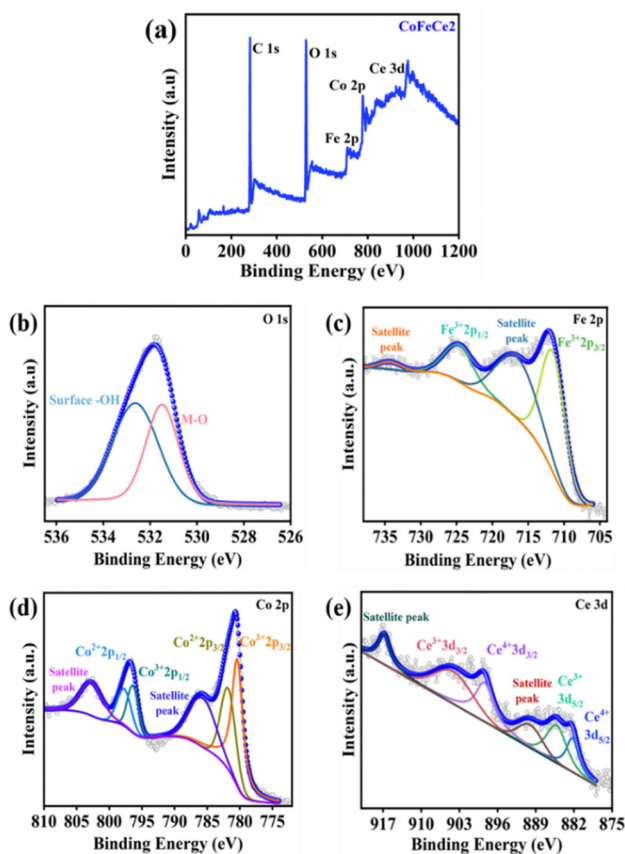 (a)
CoFeCe2
C 1s
O 1s
Ce 3d
Co 2p
Fe 2p
Intensity (a.u)
0 200 400 600 800 1000 1200
Binding Energy (eV)
(b)
O 1s
Surface -OH
M-O
Intensity (a.u)
536 534 532 530 528 526
Binding Energy (eV)
(c)
Fe 2p
Satellite
peak
Fe³⁺2p₁/₂
Satellite
peak
Fe³⁺2p₃/₂
Intensity (a.u.)
735 730 725 720 715 710 705
Binding Energy (eV)
(d)
Co 2p
Co²⁺2p₁/₂
Satellite
peak
Co³⁺2p₁/₂
Co²⁺2p₃/₂
Co³⁺2p₃/₂
Satellite
peak
Intensity (a.u.)
810 805 800 795 790 785 780 775
Binding Energy (eV)
(e)
Ce 3d
Satellite peak
Ce³⁺3d₃/₂
Ce⁴⁺3d₃/₂
Satellite
peak
Ce³⁺
3d₅/₂
Ce⁴⁺
3d₅/₂
Intensity (a.u.)
917 910 903 896 889 882 875
Binding Energy (eV)